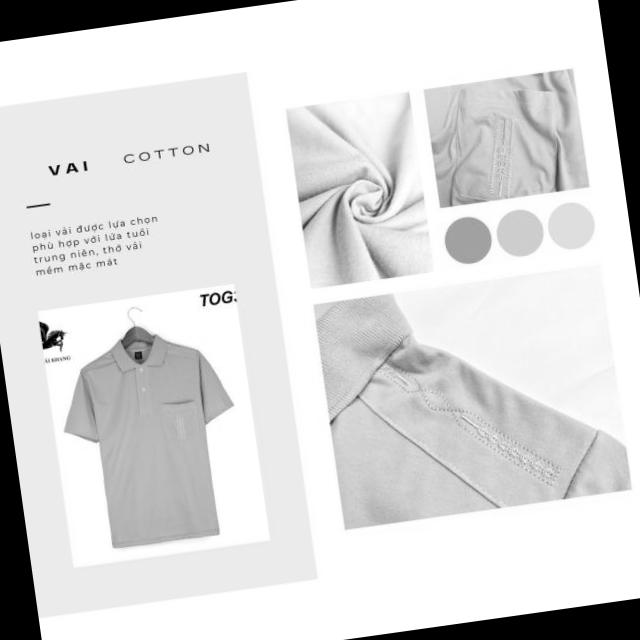 VAI COTTON
loại vải được lựa chọn
phù hợp với lứa tuổi
trung niên, thớ vải
mềm mặc mát
TOG
ÁI KHANG